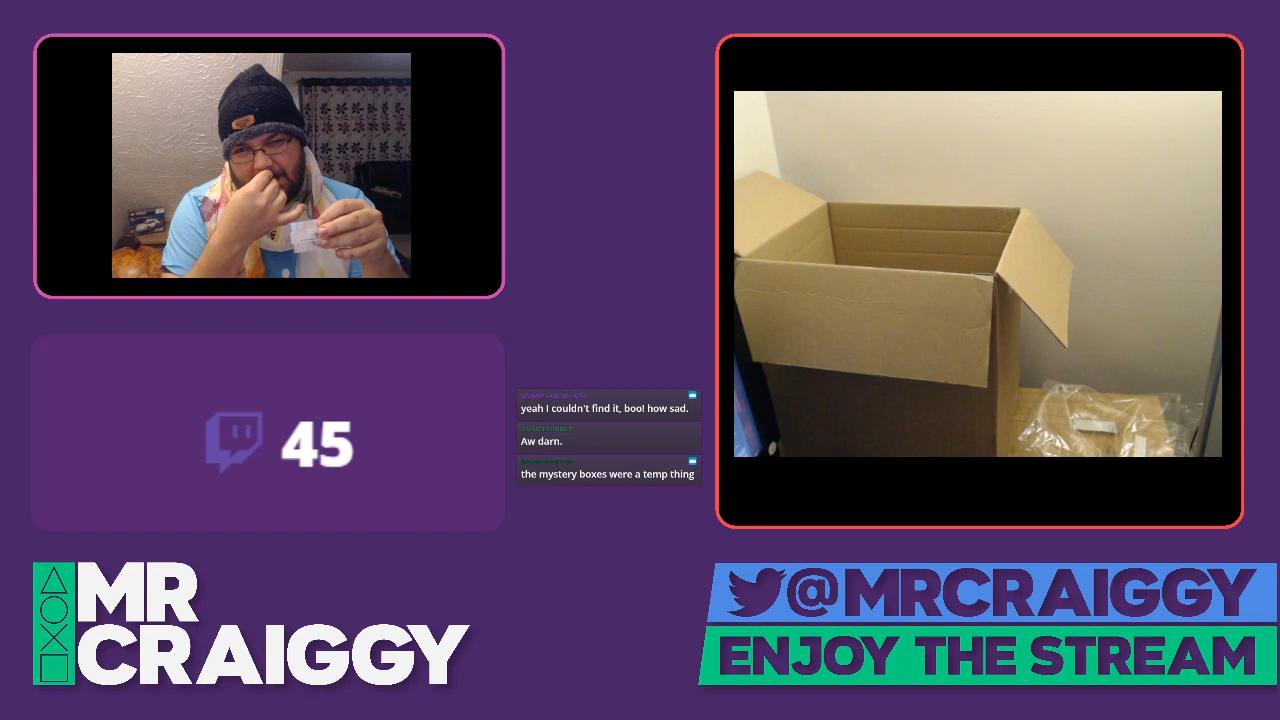 45
yeah I couldn't find it, boo! how sad.
Aw darn.
the mystery boxes were a temp thing
MR
CRAIGGY
@MRCRAIGGY
ENJOY THE STREAM